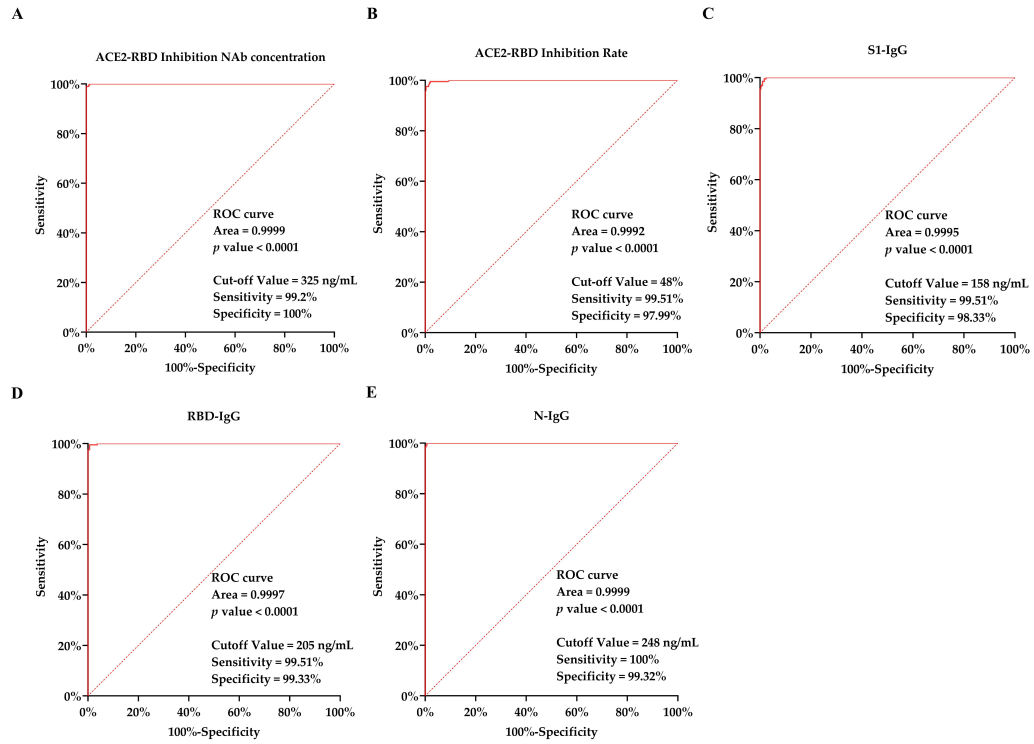 A
ACE2-RBD Inhibition NAb concentration
100%
80%
60%
40%
20%
0%
Sensitivity
ROC curve
Area = 0.9999
p value < 0.0001
Cut-off Value = 325 ng/mL
Sensitivity = 99.2%
Specificity = 100%
0% 20% 40% 60% 80% 100%
100%-Specificity
B
ACE2-RBD Inhibition Rate
100%
80%
60%
40%
20%
0%
Sensitivity
ROC curve
Area = 0.9992
p value < 0.0001
Cut-off Value = 48%
Sensitivity = 99.51%
Specificity = 97.99%
0% 20% 40% 60% 80% 100%
100%-Specificity
C
S1-IgG
100%
80%
60%
40%
20%
0%
Sensitivity
ROC curve
Area = 0.9995
p value < 0.0001
Cutoff Value = 158 ng/mL
Sensitivity = 99.51%
Specificity = 98.33%
0% 20% 40% 60% 80% 100%
100%-Specificity
D
RBD-IgG
100%
80%
60%
40%
20%
0%
Sensitivity
ROC curve
Area = 0.9997
p value < 0.0001
Cutoff Value = 205 ng/mL
Sensitivity = 99.51%
Specificity = 99.33%
0% 20% 40% 60% 80% 100%
100%-Specificity
E
N-IgG
100%
80%
60%
40%
20%
0%
Sensitivity
ROC curve
Area = 0.9999
p value < 0.0001
Cutoff Value = 248 ng/mL
Sensitivity = 100%
Specificity = 99.32%
0% 20% 40% 60% 80% 100%
100%-Specificity